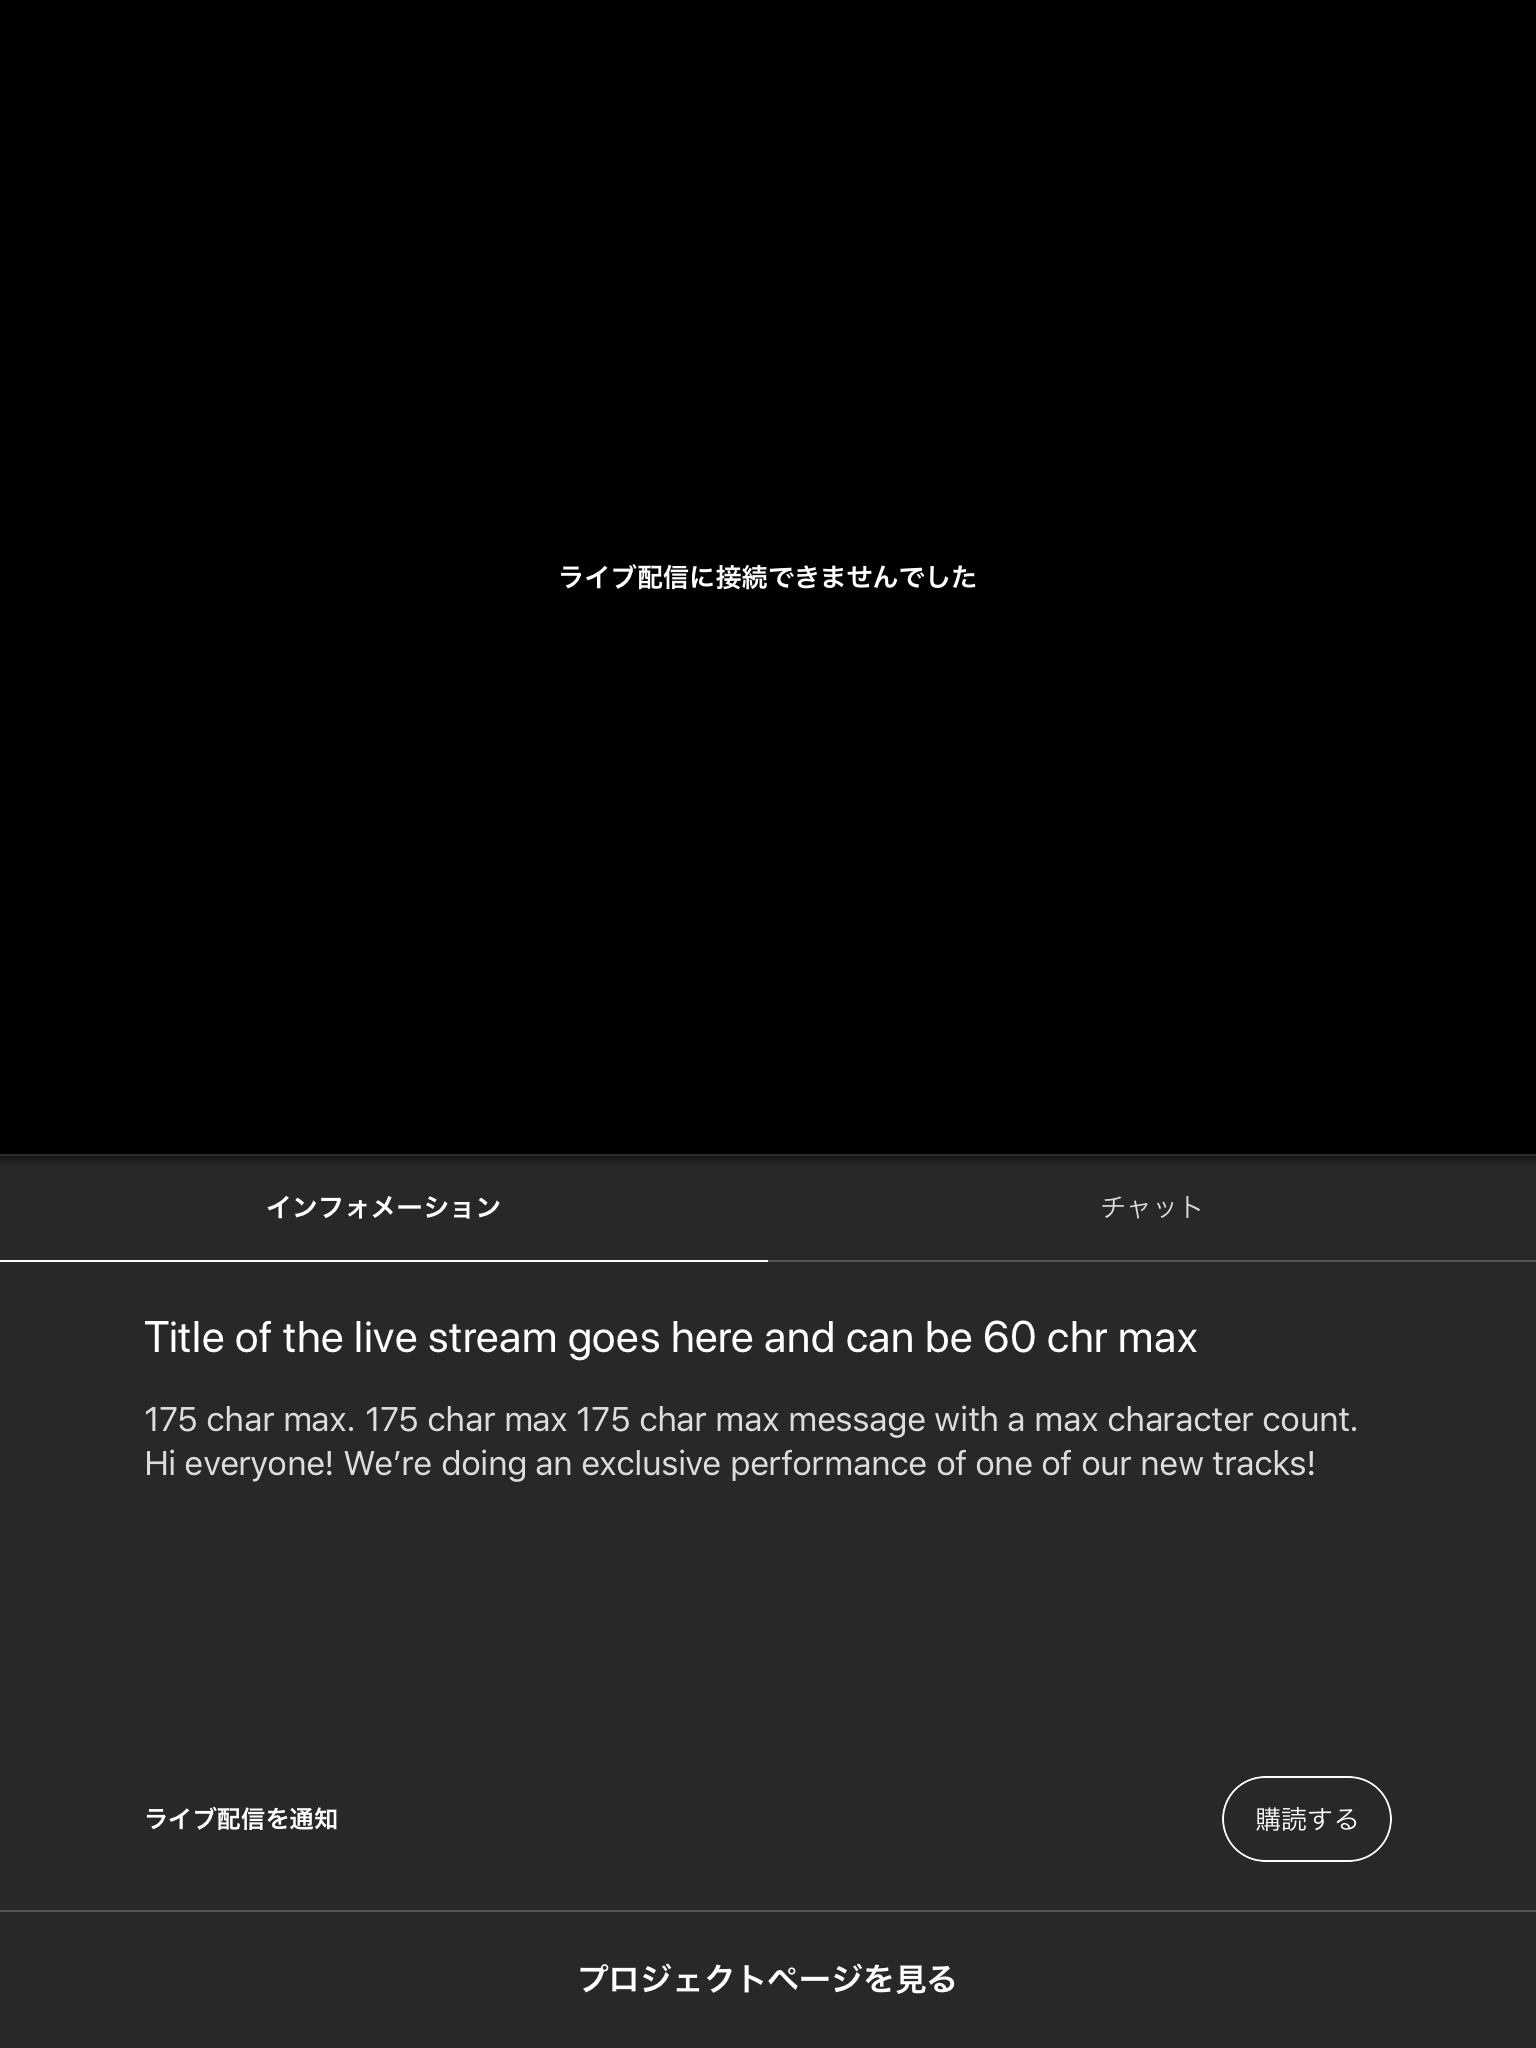 ライブ配信に接続できませんでした
インフォメーション
チャット
Title of the live stream goes here and can be 60 chr max
175 char max. 175 char max 175 char max message with a max character count.
Hi everyone! We’re doing an exclusive performance of one of our new tracks!
ライブ配信を通知
購読する
プロジェクトページを見る